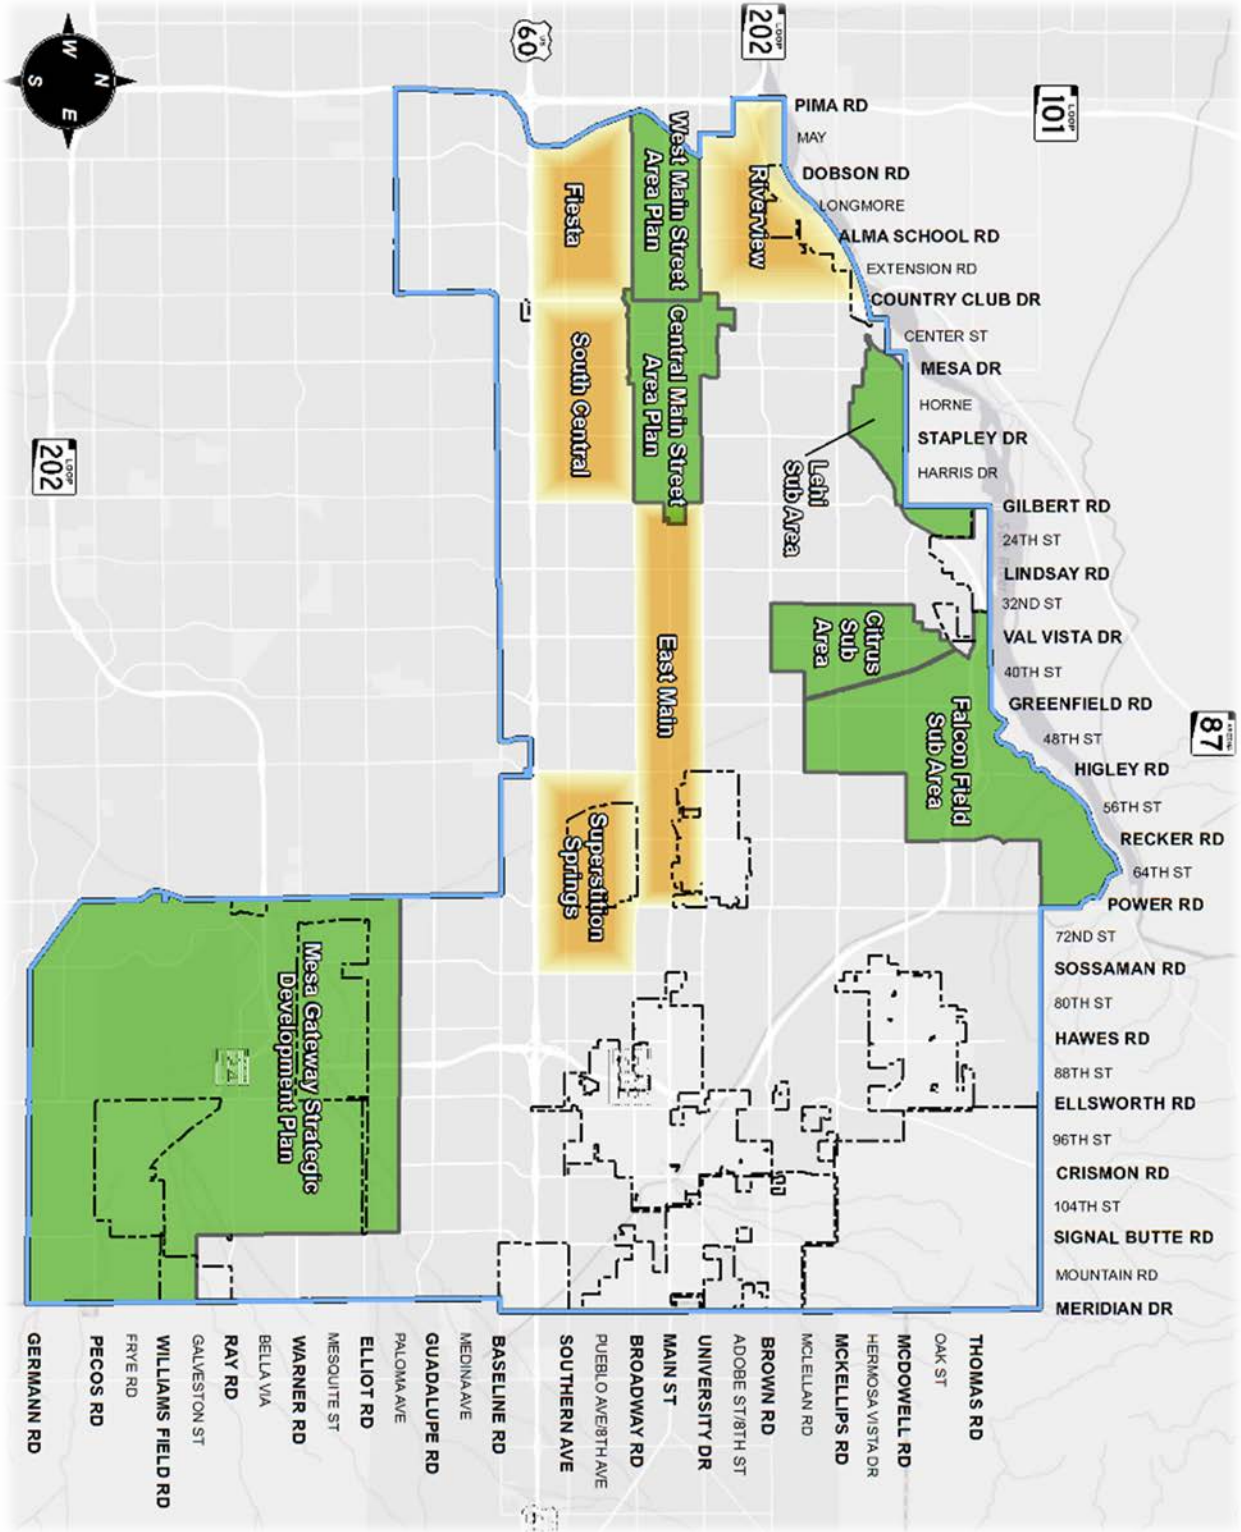 W
N
E
S
US
60
LOOP
202
LOOP
101
LOOP
202
ARIZONA
87
PIMA RD
MAY
DOBSON RD
LONGMORE
ALMA SCHOOL RD
EXTENSION RD
COUNTRY CLUB DR
CENTER ST
MESA DR
HORNE
STAPLEY DR
HARRIS DR
GILBERT RD
24TH ST
LINDSAY RD
32ND ST
VAL VISTA DR
40TH ST
GREENFIELD RD
48TH ST
HIGLEY RD
56TH ST
RECKER RD
64TH ST
POWER RD
72ND ST
SOSSAMAN RD
80TH ST
HAWES RD
88TH ST
ELLSWORTH RD
96TH ST
CRISMON RD
104TH ST
SIGNAL BUTTE RD
MOUNTAIN RD
MERIDIAN DR
Riverview
West Main Street
Area Plan
Fiesta
Central Main Street
Area Plan
South Central
Lehi
Sub Area
Citrus
Sub
Area
Falcon Field
Sub Area
East Main
Superstition
Springs
Mesa Gateway Strategic
Development Plan
THOMAS RD
OAK ST
MCDOWELL RD
HERMOSA VISTA DR
MCKELLIPS RD
MCLELLAN RD
BROWN RD
ADOBE ST/8TH ST
UNIVERSITY DR
MAIN ST
BROADWAY RD
PUEBLO AVE/8TH AVE
SOUTHERN AVE
BASELINE RD
MEDINA AVE
GUADALUPE RD
PALOMA AVE
ELLIOT RD
MESQUITE ST
WARNER RD
BELLA VIA
RAY RD
GALVESTON ST
WILLIAMS FIELD RD
FRYE RD
PECOS RD
GERMANN RD